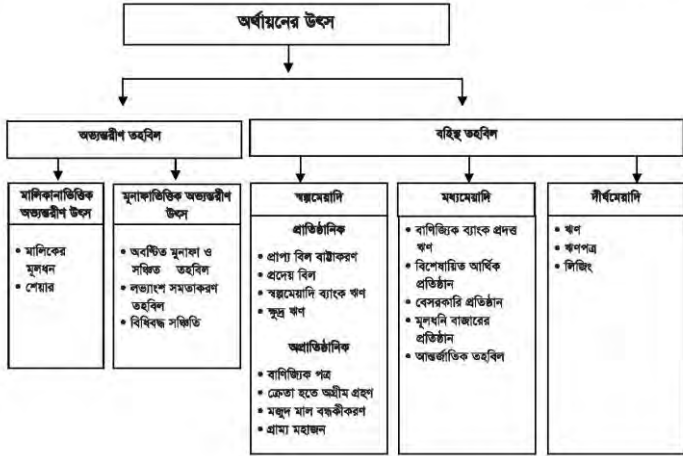 অর্থায়নের উৎস
অভ্যন্তরীণ তহবিল
বহিস্থ তহবিল
মালিকানাভিত্তিক
অভ্যন্তরীণ উৎস
• মালিকের
মূলধন
• শেয়ার
মুনাফাভিত্তিক অভ্যন্তরীণ
উৎস
• অবণ্টিত মুনাফা ও
সঞ্চিত তহবিল
• লভ্যাংশ সমতাকরণ
তহবিল
• বিধিবদ্ধ সঞ্চিতি
স্বল্পমেয়াদি
প্রাতিষ্ঠানিক
• প্রাপ্য বিল বাট্টাকরণ
• প্রদেয় বিল
• স্বল্পমেয়াদি ব্যাংক ঋণ
• ক্ষুদ্র ঋণ
অপ্রাতিষ্ঠানিক
• বাণিজ্যিক পত্র
• ক্রেতা হতে অগ্রীম গ্রহণ
• মজুদ মাল বন্ধকীকরণ
• গ্রাম্য মহাজন
মধ্যমেয়াদি
• বাণিজ্যিক ব্যাংক প্রদত্ত
ঋণ
• বিশেষায়িত আর্থিক
প্রতিষ্ঠান
• বেসরকারি প্রতিষ্ঠান
• মূলধনি বাজারের
প্রতিষ্ঠান
• আন্তর্জাতিক তহবিল
দীর্ঘমেয়াদি
• ঋণ
• ঋণপত্র
• লিজিং